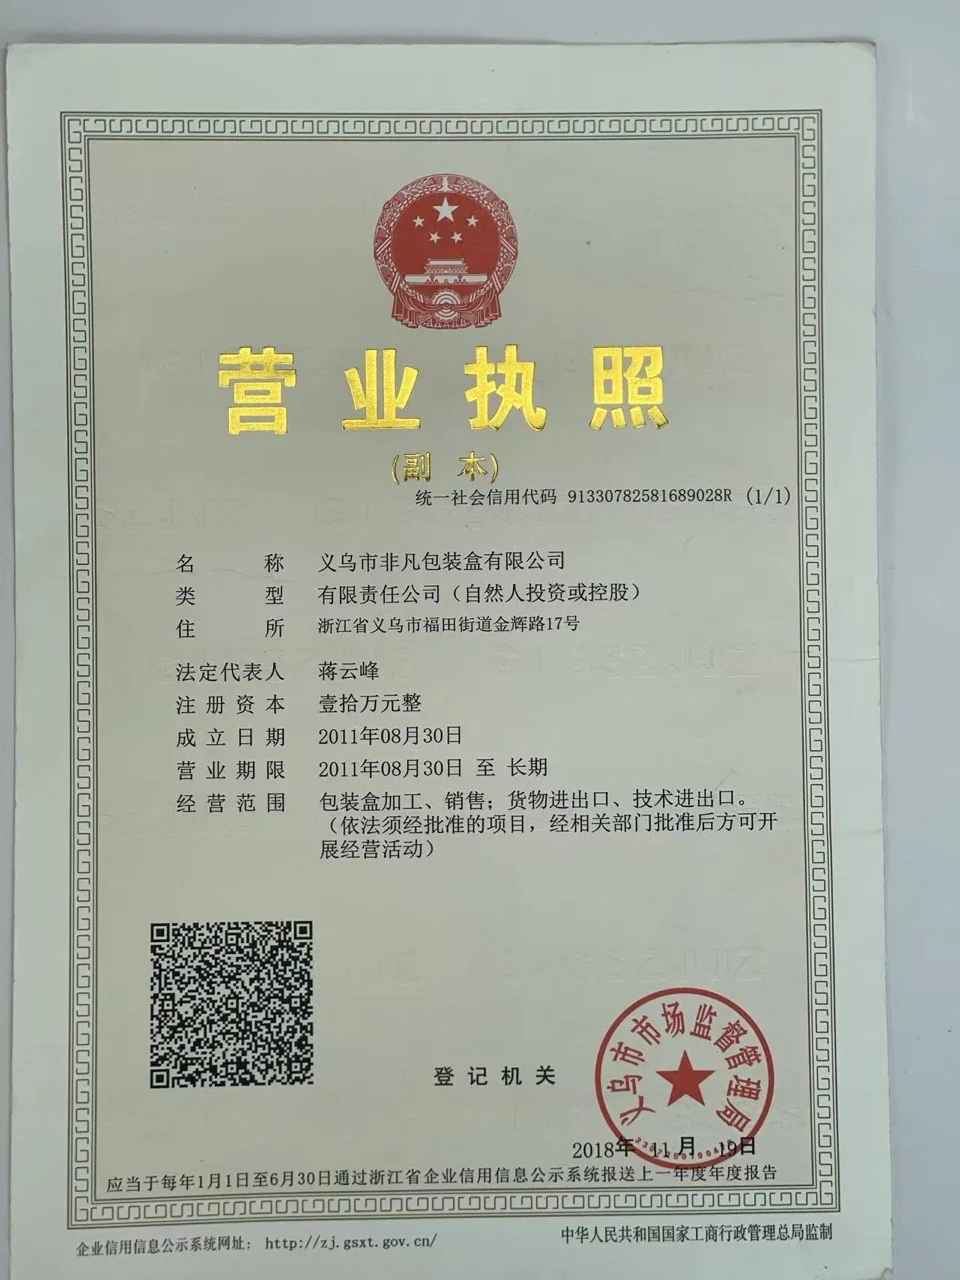 营业执照
(副 本)
统一社会信用代码 91330782581689028R (1/1)
名 称 义乌市非凡包装盒有限公司
类 型 有限责任公司（自然人投资或控股）
住 所 浙江省义乌市福田街道金辉路17号
法定代表人 蒋云峰
注册资本 壹拾万元整
成立日期 2011年08月30日
营业期限 2011年08月30日 至 长期
经营范围 包装盒加工、销售；货物进出口、技术进出口。
（依法须经批准的项目，经相关部门批准后方可开
展经营活动）
义乌市市场监督管理局
登记机关
2018年 11月 19日
应当于每年1月1日至6月30日通过浙江省企业信用信息公示系统报送上一年度年度报告
企业信用信息公示系统网址： http://zj.gsxt.gov.cn/
中华人民共和国国家工商行政管理总局监制